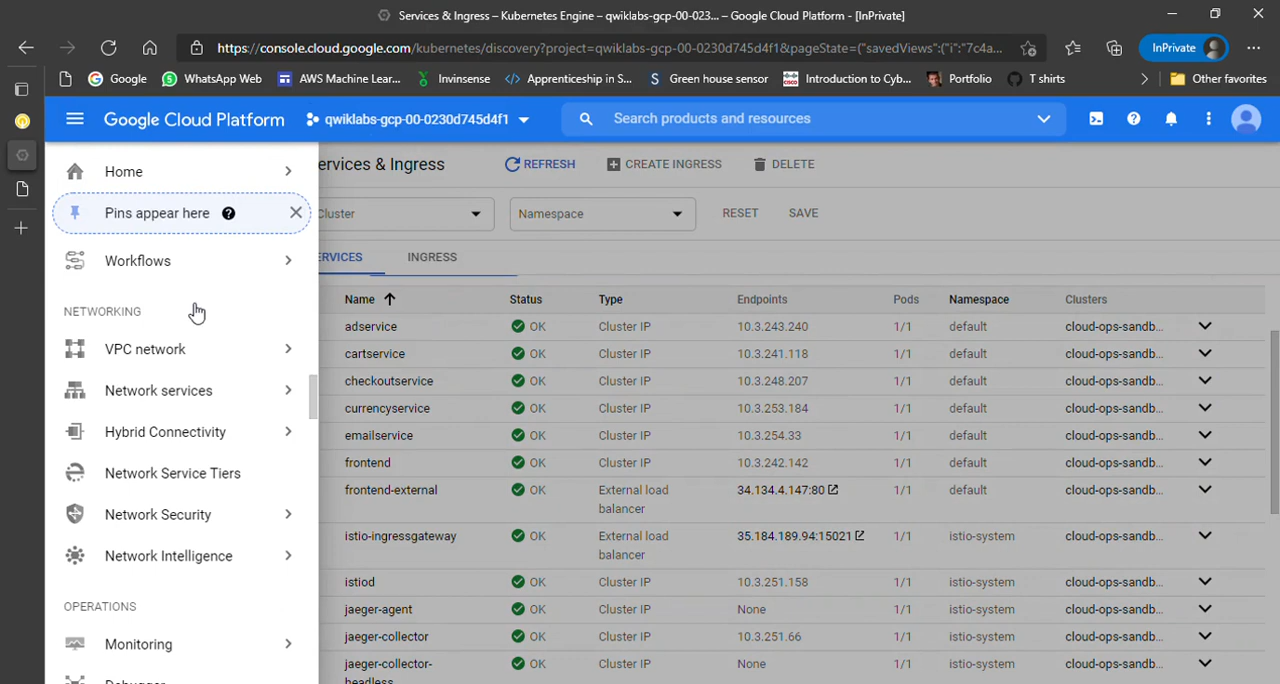 Services & Ingress – Kubernetes Engine – qwiklabs-gcp-00-023... – Google Cloud Platform - [InPrivate]
https://console.cloud.google.com/kubernetes/discovery?project=qwiklabs-gcp-00-0230d745d4f1&pageState=("savedViews":("i":"7c4a...
InPrivate
Google
WhatsApp Web
AWS Machine Lear...
Invinsense
Apprenticeship in S...
Green house sensor
Introduction to Cyb...
Portfolio
T shirts
Other favorites
Google Cloud Platform
qwiklabs-gcp-00-0230d745d4f1
Search products and resources
Home
Pins appear here
Workflows
NETWORKING
VPC network
Network services
Hybrid Connectivity
Network Service Tiers
Network Security
Network Intelligence
OPERATIONS
Monitoring
ervices & Ingress
REFRESH
CREATE INGRESS
DELETE
Cluster
Namespace
RESET
SAVE
ERVICES
INGRESS
Name Status Type Endpoints Pods Namespace Clusters
adservice OK Cluster IP 10.3.243.240 1/1 default cloud-ops-sandb...
cartservice OK Cluster IP 10.3.241.118 1/1 default cloud-ops-sandb...
checkoutservice OK Cluster IP 10.3.248.207 1/1 default cloud-ops-sandb...
currencyservice OK Cluster IP 10.3.253.184 1/1 default cloud-ops-sandb...
emailservice OK Cluster IP 10.3.254.33 1/1 default cloud-ops-sandb...
frontend OK Cluster IP 10.3.242.142 1/1 default cloud-ops-sandb...
frontend-external OK External load 34.134.4.147:80 1/1 default cloud-ops-sandb...
balancer
istio-ingressgateway OK External load 35.184.189.94:15021 1/1 istio-system cloud-ops-sandb...
balancer
istiod OK Cluster IP 10.3.251.158 1/1 istio-system cloud-ops-sandb...
jaeger-agent OK Cluster IP None 1/1 istio-system cloud-ops-sandb...
jaeger-collector OK Cluster IP 10.3.251.66 1/1 istio-system cloud-ops-sandb...
jaeger-collector- OK Cluster IP None 1/1 istio-system cloud-ops-sandb...
headless